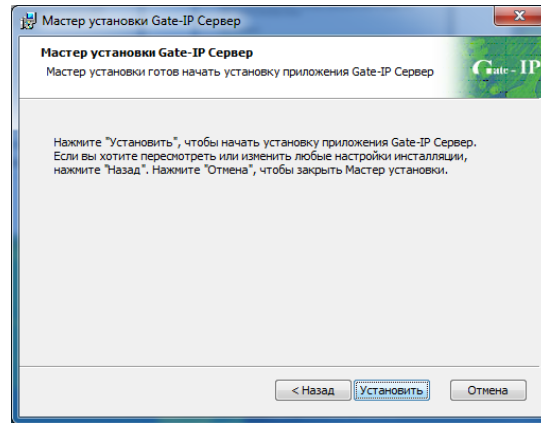 Мастер установки Gate-IP Сервер
Мастер установки Gate-IP Сервер
Мастер установки готов начать установку приложения Gate-IP Сервер
Gate - IP
Нажмите "Установить", чтобы начать установку приложения Gate-IP Сервер.
Если вы хотите пересмотреть или изменить любые настройки инсталляции,
нажмите "Назад". Нажмите "Отмена", чтобы закрыть Мастер установки.
< Назад
Установить
Отмена